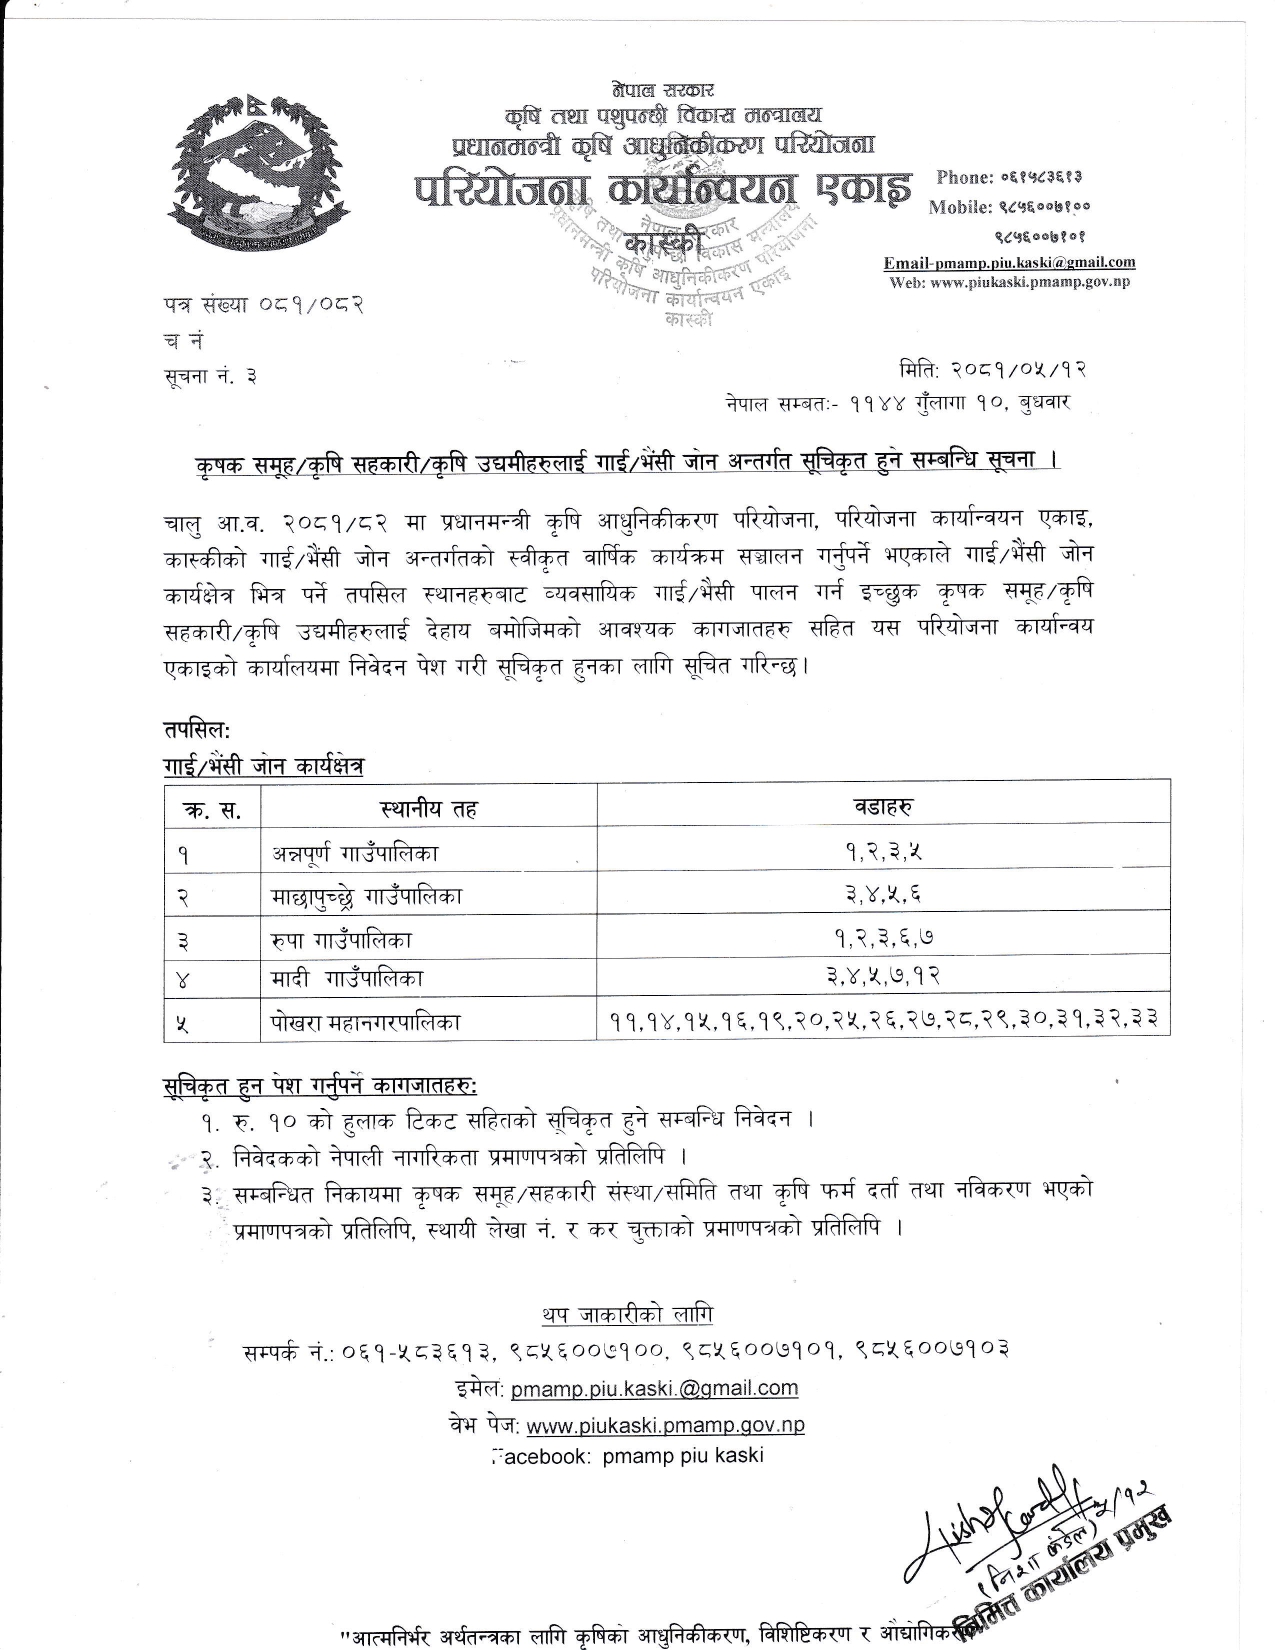 नेपाल सरकार
कृषि तथा पशुपन्छी विकास मन्त्रालय
प्रधानमन्त्री कृषि आधुनिकीकरण परियोजना
परियोजना कार्यान्वयन एकाइ
कास्की
Phone: ०६१५८३६१३
Mobile: ९८५६००७१००
९८५६००७१०१
Email-pmamp.piu.kaski@gmail.com
Web: www.piukaski.pmamp.gov.np
नेपाल सरकार
कृषि तथा पशुपन्छी विकास मन्त्रालय
प्रधानमन्त्री कृषि आधुनिकीकरण परियोजना
परियोजना कार्यान्वयन एकाइ
कास्की
पत्र संख्या ०८१/०८२
च नं
सूचना नं. ३
मिति: २०८१/०५/१२
नेपाल सम्बतः- ११४४ गुँलागा १०, बुधवार
कृषक समूह/कृषि सहकारी/कृषि उद्यमीहरुलाई गाई/भैंसी जोन अन्तर्गत सूचिकृत हुने सम्बन्धि सूचना ।
चालु आ.व. २०८१/८२ मा प्रधानमन्त्री कृषि आधुनिकीकरण परियोजना, परियोजना कार्यान्वयन एकाइ,
कास्कीको गाई/भैंसी जोन अन्तर्गतको स्वीकृत वार्षिक कार्यक्रम सञ्चालन गर्नुपर्ने भएकाले गाई/भैंसी जोन
कार्यक्षेत्र भित्र पर्ने तपसिल स्थानहरुबाट व्यवसायिक गाई/भैसी पालन गर्न इच्छुक कृषक समूह/कृषि
सहकारी/कृषि उद्यमीहरुलाई देहाय बमोजिमको आवश्यक कागजातहरु सहित यस परियोजना कार्यान्वय
एकाइको कार्यालयमा निवेदन पेश गरी सूचिकृत हुनका लागि सूचित गरिन्छ।
तपसिल:
गाई/भैंसी जोन कार्यक्षेत्र
क्र. स. स्थानीय तह वडाहरु
१ अन्नपूर्ण गाउँपालिका १,२,३,५
२ माछापुच्छ्रे गाउँपालिका ३,४,५,६
३ रुपा गाउँपालिका १,२,३,६,७
४ मादी गाउँपालिका ३,४,५,७,१२
५ पोखरा महानगरपालिका ११,१४,१५,१६,१९,२०,२५,२६,२७,२८,२९,३०,३१,३२,३३
सूचिकृत हुन पेश गर्नुपर्ने कागजातहरु:
१. रु. १० को हुलाक टिकट सहितको सूचिकृत हुने सम्बन्धि निवेदन ।
२. निवेदकको नेपाली नागरिकता प्रमाणपत्रको प्रतिलिपि ।
३. सम्बन्धित निकायमा कृषक समूह/सहकारी संस्था/समिति तथा कृषि फर्म दर्ता तथा नविकरण भएको
प्रमाणपत्रको प्रतिलिपि, स्थायी लेखा नं. र कर चुक्ताको प्रमाणपत्रको प्रतिलिपि ।
थप जाकारीको लागि
सम्पर्क नं.: ०६१-५८३६१३, ९८५६००७१००, ९८५६००७१०१, ९८५६००७१०३
इमेल: pmamp.piu.kaski.@gmail.com
वेभ पेज: www.piukaski.pmamp.gov.np
Facebook: pmamp piu kaski
५/१२
(निशा कंडेल)
निमित्त कार्यालय प्रमुख
"आत्मनिर्भर अर्थतन्त्रका लागि कृषिको आधुनिकीकरण, विशिष्टिकरण र औद्योगिकरण